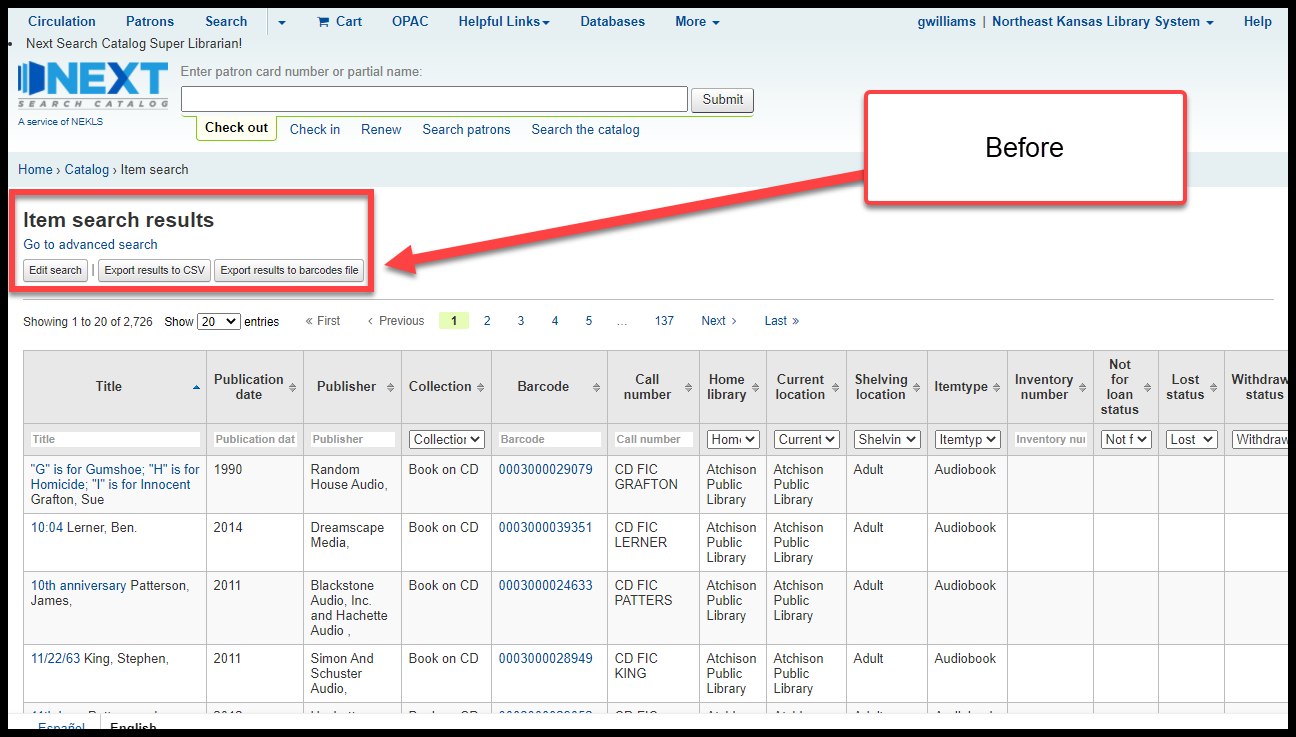 Circulation Patrons Search Cart OPAC Helpful Links Databases More gwilliams | Northeast Kansas Library System Help
Next Search Catalog Super Librarian!
NEXT
SEARCH CATALOG
A service of NEKLS
Enter patron card number or partial name:
Submit
Check out Check in Renew Search patrons Search the catalog
Before
Home › Catalog › Item search
Item search results
Go to advanced search
Edit search | Export results to CSV Export results to barcodes file
Showing 1 to 20 of 2,726 Show 20 entries « First ‹ Previous 1 2 3 4 5 … 137 Next › Last »
Title Publication date Publisher Collection Barcode Call number Home library Current location Shelving location Itemtype Inventory number Not for loan status Lost status Withdraw status
Title Publication dat Publisher Collection Barcode Call number Hom Current Shelvin Itemtyp Inventory nu Not f Lost Withdraw
"G" is for Gumshoe; "H" is for 1990 Random Book on CD 0003000029079 CD FIC Atchison Atchison Adult Audiobook
Homicide; "I" is for Innocent House Audio, GRAFTON Public Public
Grafton, Sue Library Library
10:04 Lerner, Ben. 2014 Dreamscape Book on CD 0003000039351 CD FIC Atchison Atchison Adult Audiobook
Media, LERNER Public Public
Library Library
10th anniversary Patterson, 2011 Blackstone Book on CD 0003000024633 CD FIC Atchison Atchison Adult Audiobook
James, Audio, Inc. PATTERS Public Public
and Hachette Library Library
Audio ,
11/22/63 King, Stephen, 2011 Simon And Book on CD 0003000028949 CD FIC Atchison Atchison Adult Audiobook
Schuster KING Public Public
Audio, Library Library
Español English